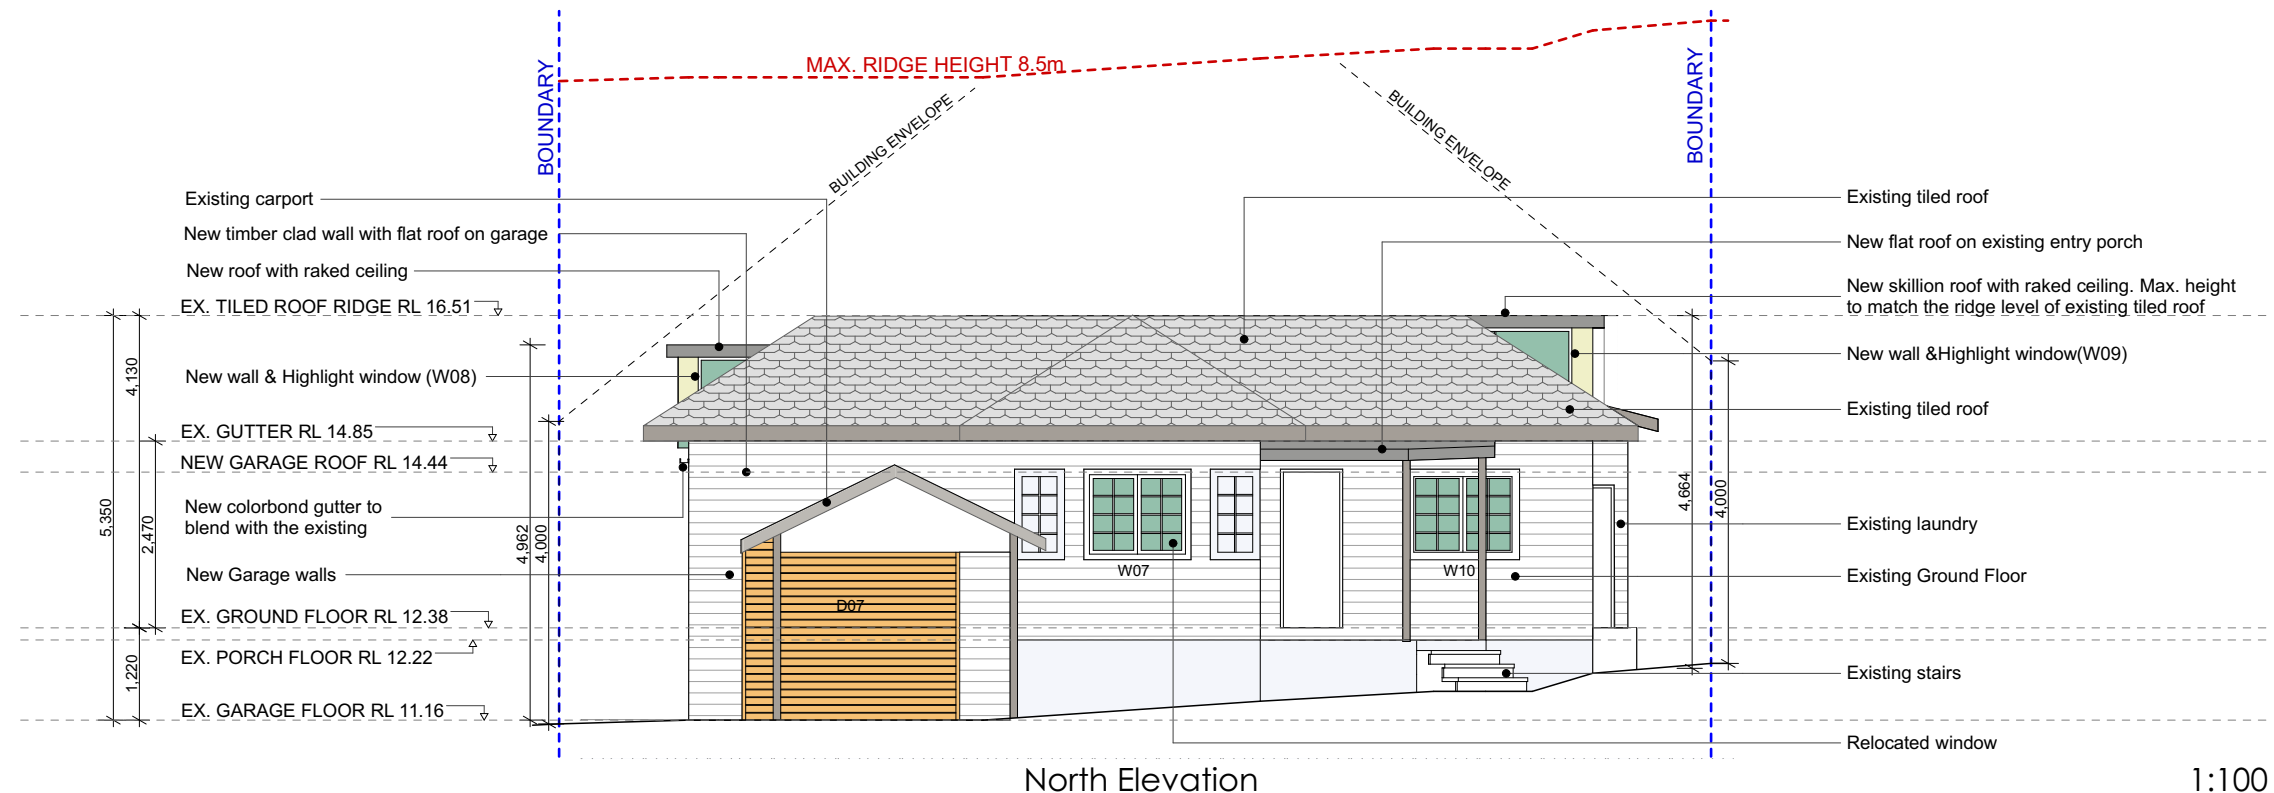 MAX. RIDGE HEIGHT 8.5m
BOUNDARY
BOUNDARY
BUILDING ENVELOPE
BUILDING ENVELOPE
Existing carport
New timber clad wall with flat roof on garage
New roof with raked ceiling
EX. TILED ROOF RIDGE RL 16.51
New wall & Highlight window (W08)
EX. GUTTER RL 14.85
NEW GARAGE ROOF RL 14.44
New colorbond gutter to
blend with the existing
New Garage walls
EX. GROUND FLOOR RL 12.38
EX. PORCH FLOOR RL 12.22
EX. GARAGE FLOOR RL 11.16
5,350
4,130
1,220
2,470
4,962
4,000
D07
W07
W10
4,664
4,000
Existing tiled roof
New flat roof on existing entry porch
New skillion roof with raked ceiling. Max. height
to match the ridge level of existing tiled roof
New wall &Highlight window(W09)
Existing tiled roof
Existing laundry
Existing Ground Floor
Existing stairs
Relocated window
North Elevation
1:100